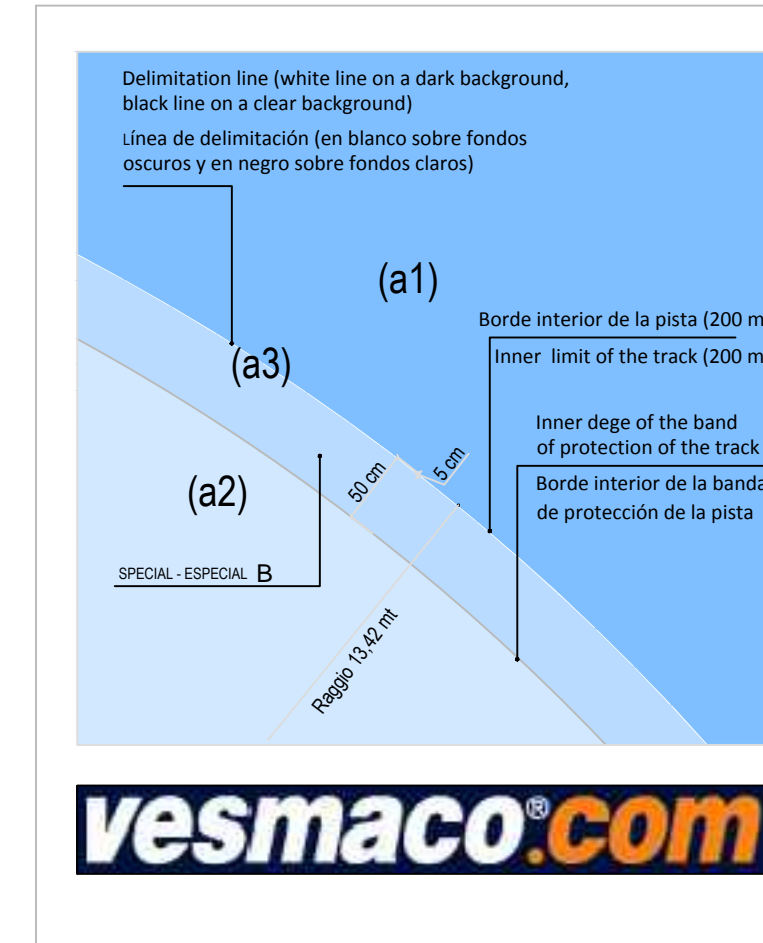 Delimitation line (white line on a dark background,
black line on a clear background)
Línea de delimitación (en blanco sobre fondos
oscuros y en negro sobre fondos claros)
(a1)
Borde interior de la pista (200 m
(a3)
Inner limit of the track (200 m
Inner dege of the band
of protection of the track
5 cm
50 cm
(a2)
Borde interior de la banda
de protección de la pista
SPECIAL - ESPECIAL B
Raggio 13,42 mt
vesmaco®.com